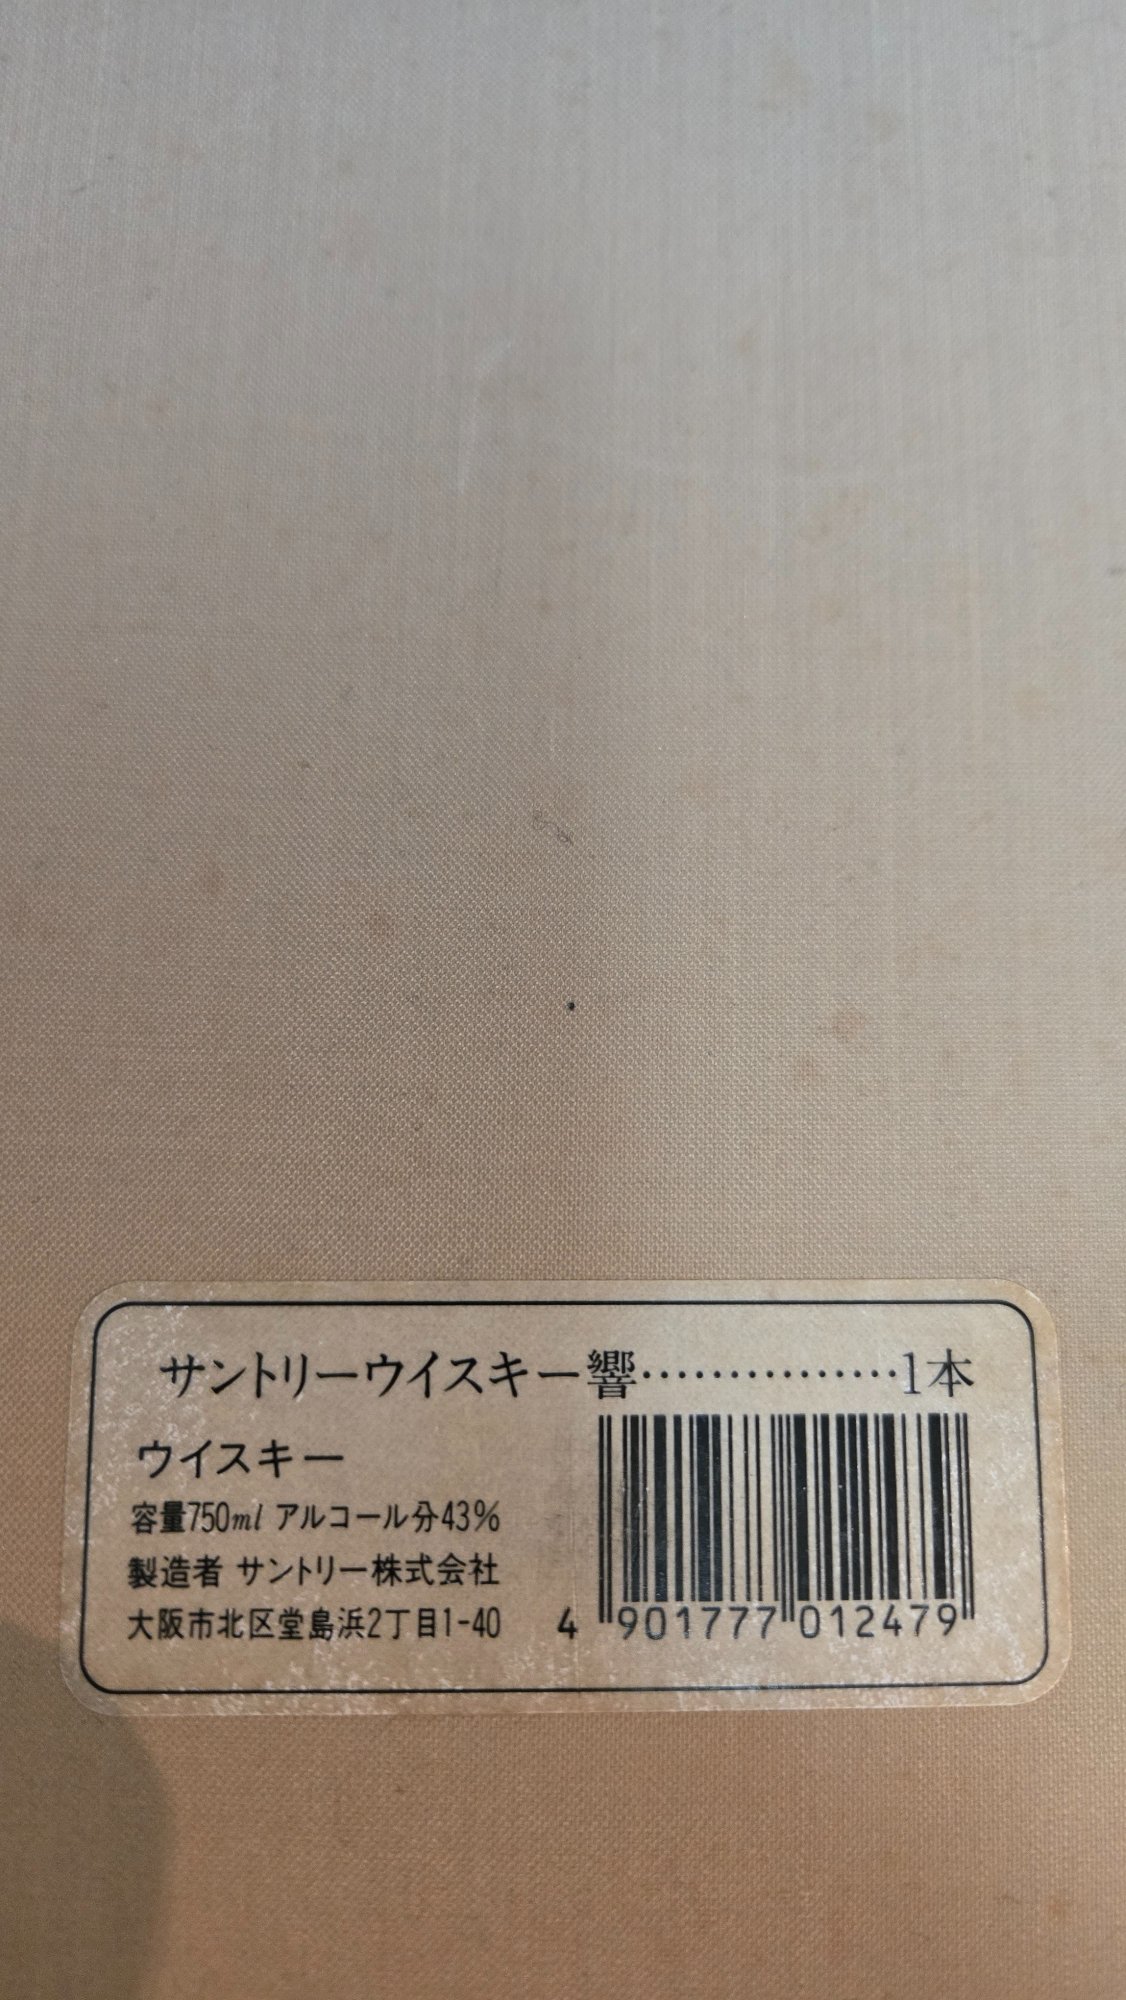 サントリーウイスキー響……………1本
ウイスキー
容量750ml アルコール分43%
製造者 サントリー株式会社
大阪市北区堂島浜2丁目1-40
4 901777 012479